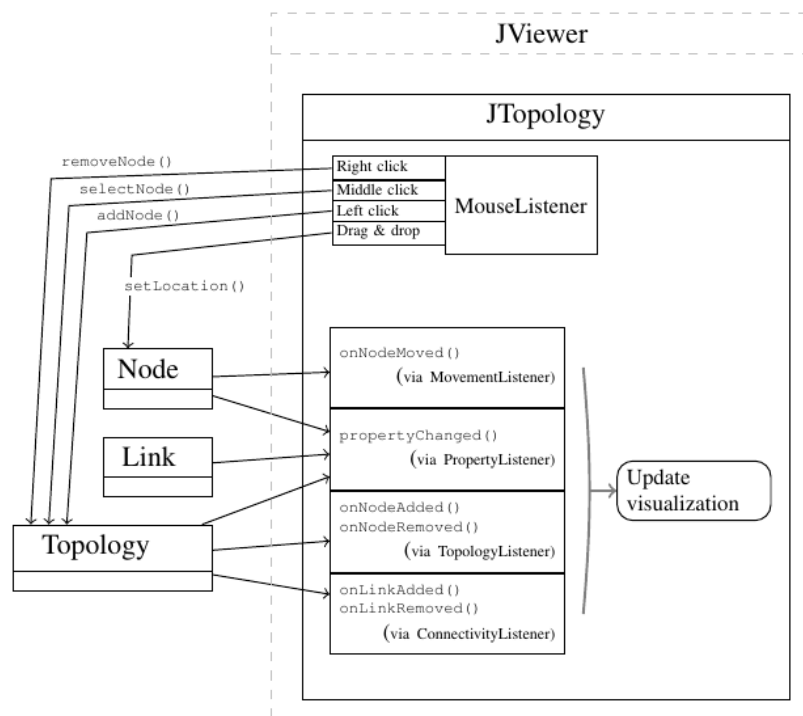 JViewer
JTopology
removeNode()
selectNode()
addNode()
setLocation()
Right click
Middle click
Left click
Drag & drop
MouseListener
Node
Link
Topology
onNodeMoved()
(via MovementListener)
propertyChanged()
(via PropertyListener)
onNodeAdded()
onNodeRemoved()
(via TopologyListener)
onLinkAdded()
onLinkRemoved()
(via ConnectivityListener)
Update
visualization